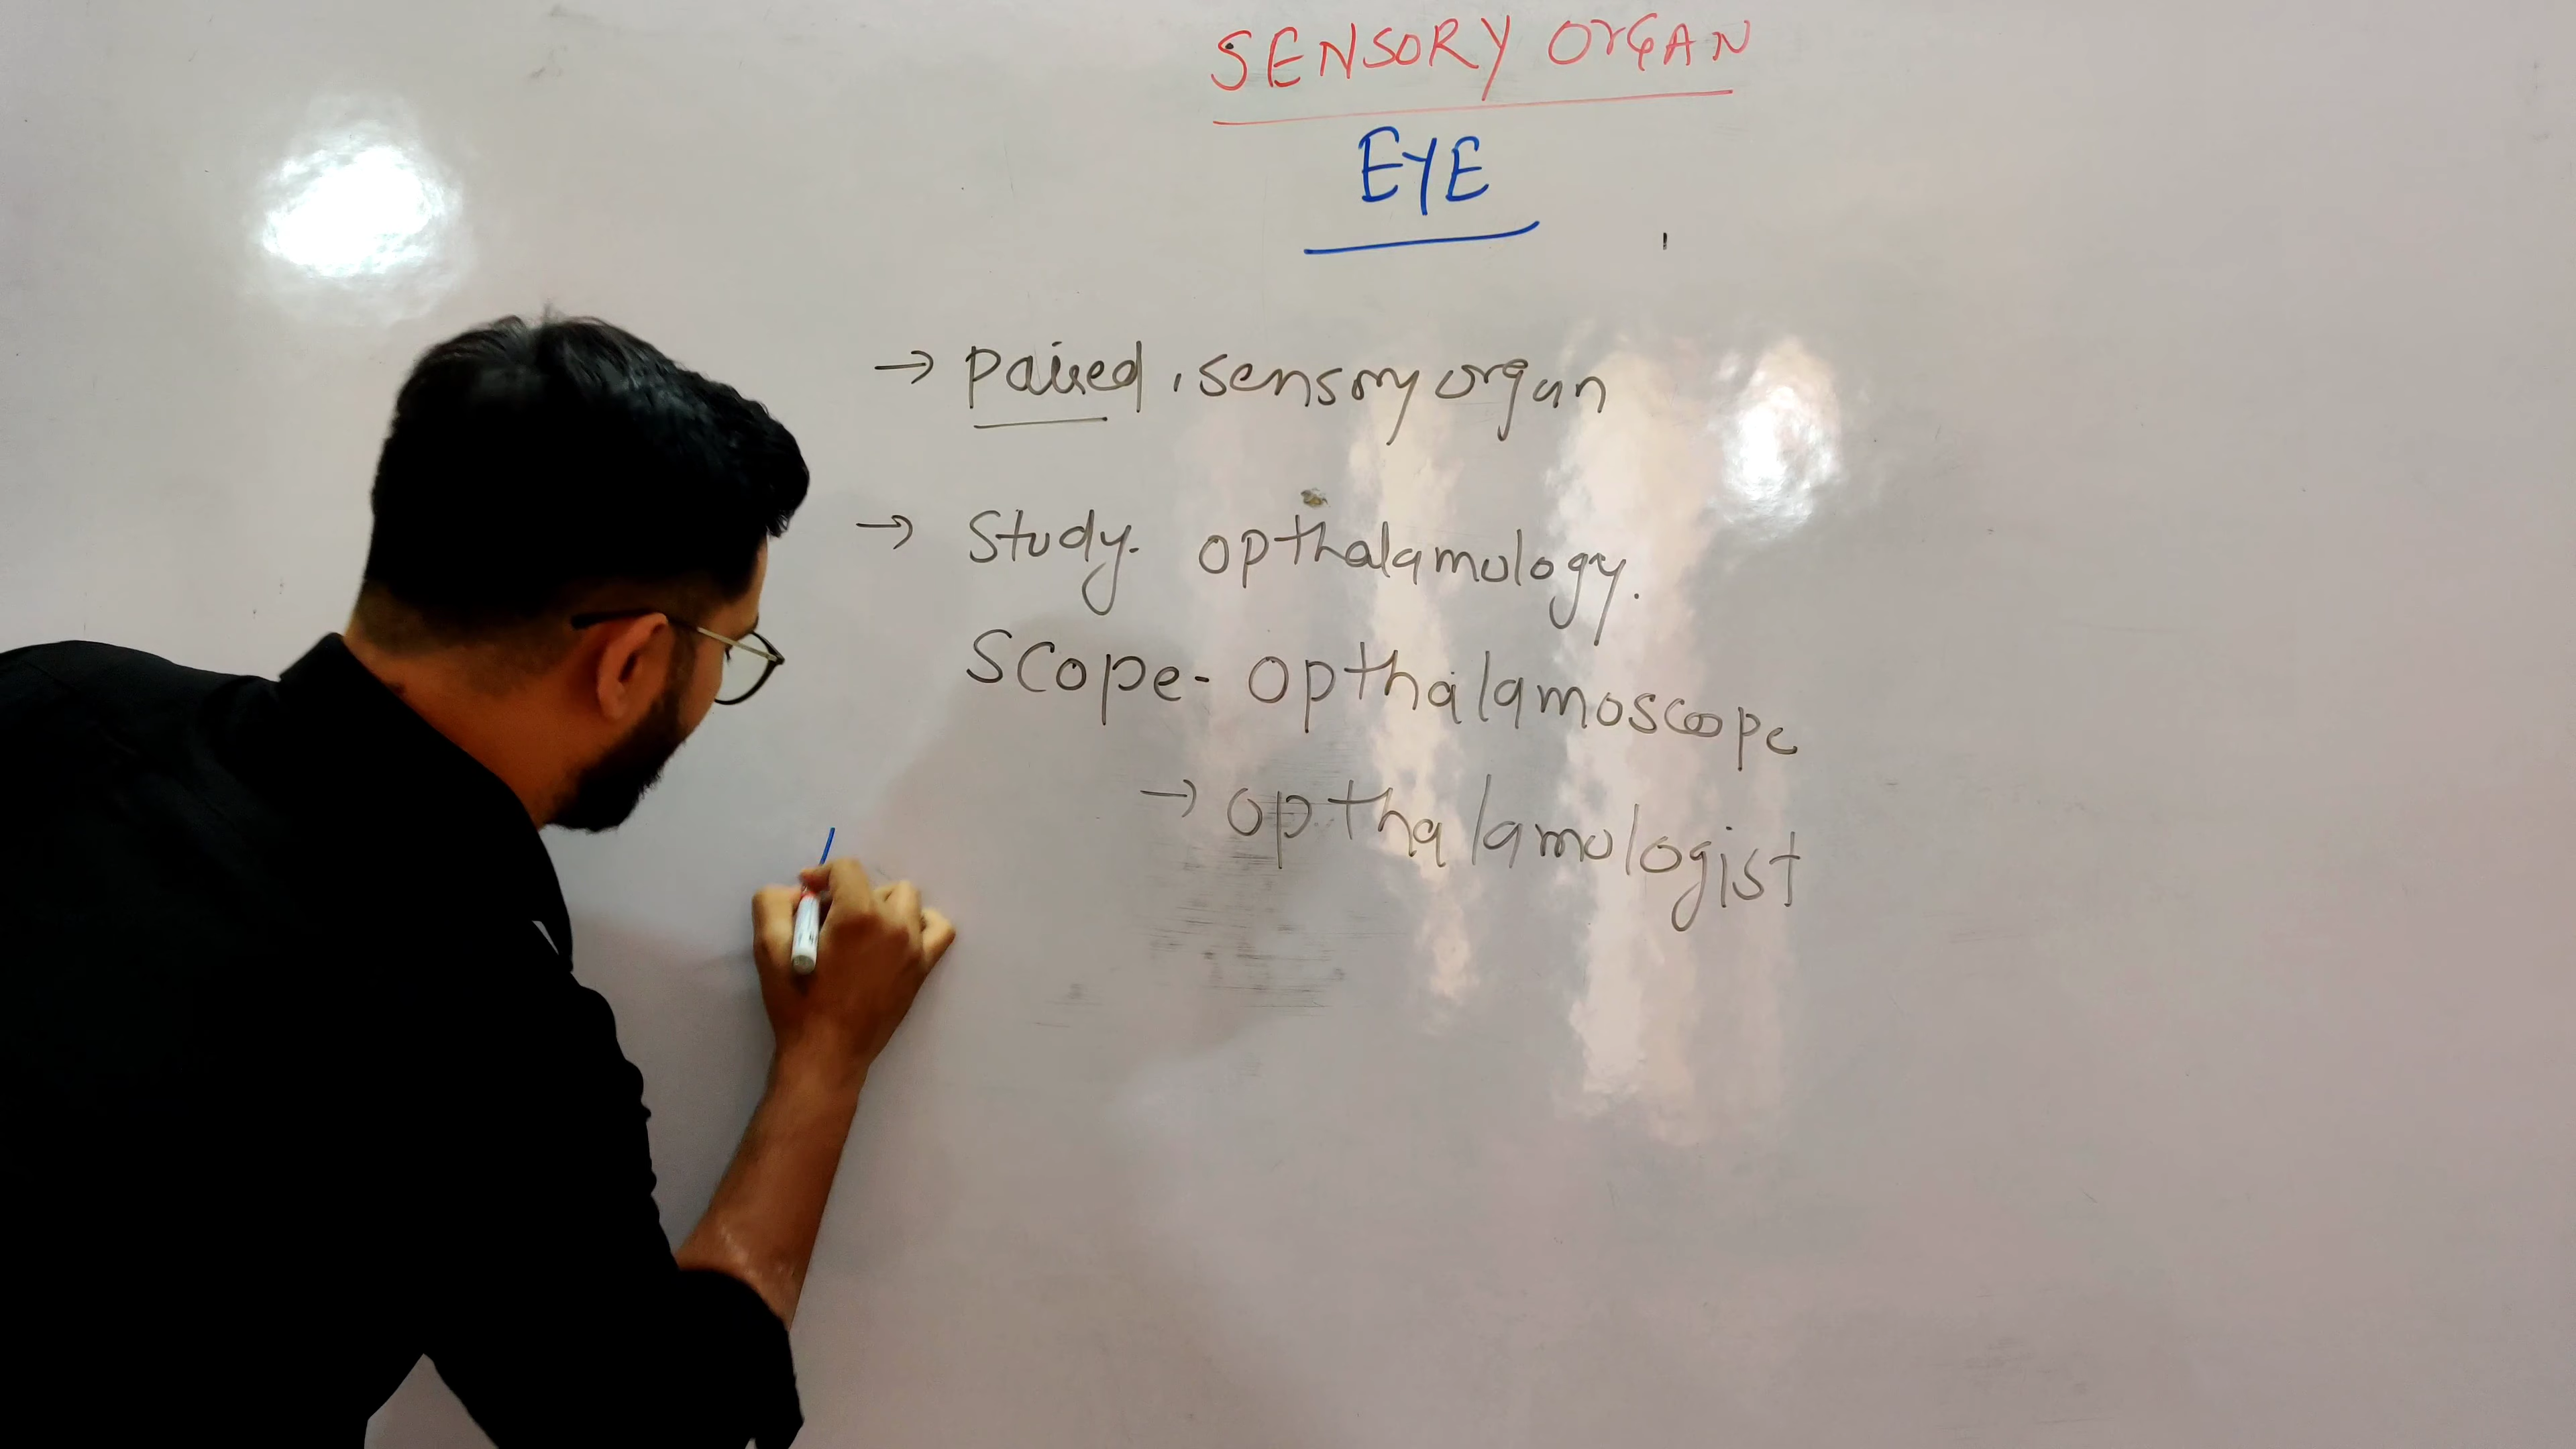 SENSORY ORGAN
EYE
→ paired, sensory organ
→ Study- opthalamology.
Scope- opthalamoscope
→ opthalamologist